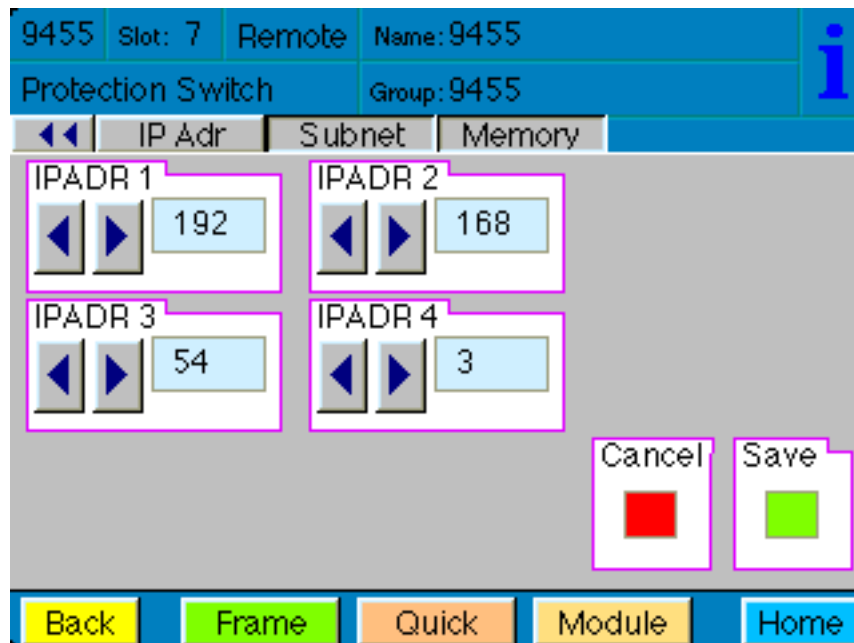 9455 Slot: 7 Remote Name: 9455
Protection Switch Group: 9455
IP Adr Subnet Memory
IPADR 1 IPADR 2
192 168
IPADR 3 IPADR 4
54 3
Cancel Save
Back Frame Quick Module Home